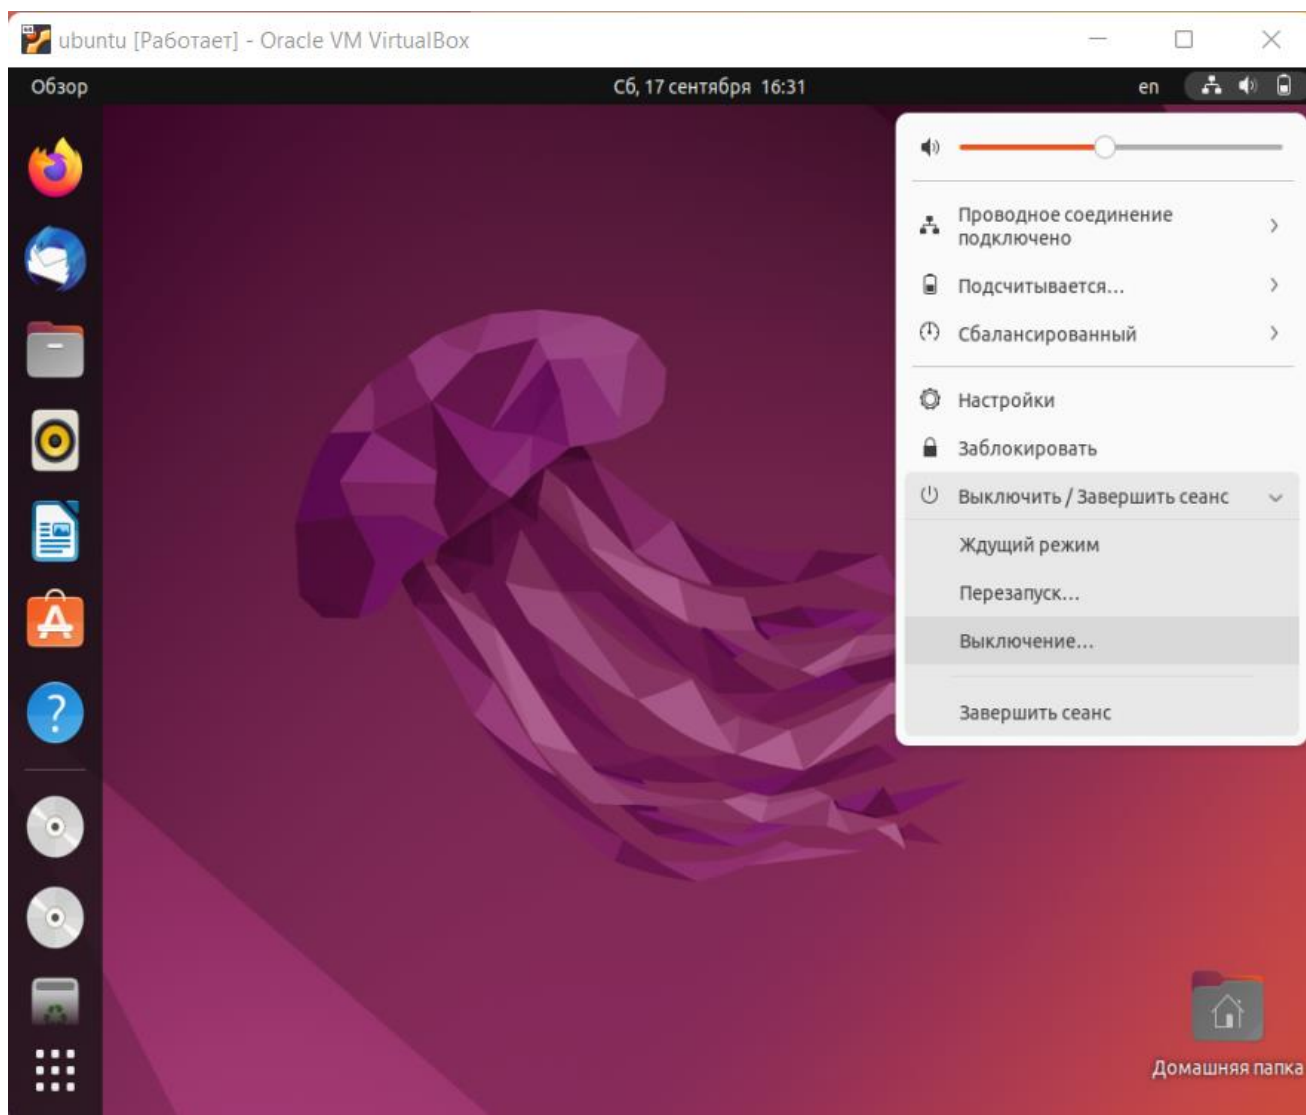 ubuntu [Работает] - Oracle VM VirtualBox
Обзор
Сб, 17 сентября 16:31
en
Проводное соединение
подключено
Подсчитывается...
Сбалансированный
Настройки
Заблокировать
Выключить / Завершить сеанс
Ждущий режим
Перезапуск...
Выключение...
Завершить сеанс
Домашняя папка